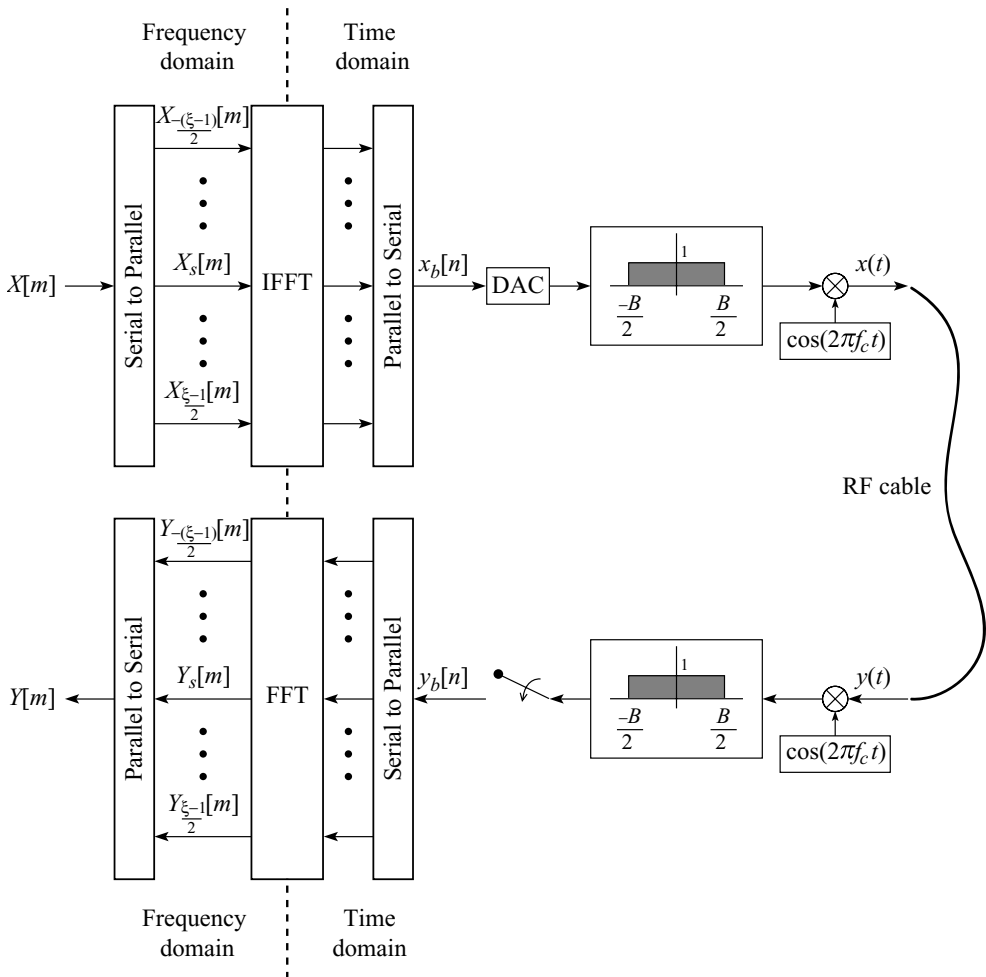 Frequency domain
Time domain
X_{-(ξ–1)/2}[m]
X[m]
Serial to Parallel
X_s[m]
IFFT
Parallel to Serial
x_b[n]
DAC
1
–B/2
B/2
x(t)
cos(2πf_c t)
X_{(ξ–1)/2}[m]
RF cable
Y_{-(ξ–1)/2}[m]
Y[m]
Parallel to Serial
Y_s[m]
FFT
Serial to Parallel
y_b[n]
1
–B/2
B/2
y(t)
cos(2πf_c t)
Y_{(ξ–1)/2}[m]
Frequency domain
Time domain